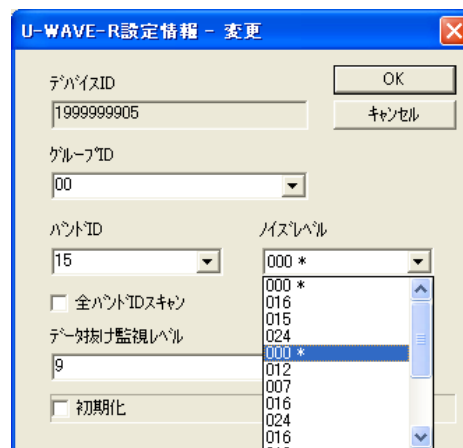 U-WAVE-R設定情報 - 変更
ﾃﾞﾊﾞｲｽID
OK
1999999905
ｷｬﾝｾﾙ
ｸﾞﾙｰﾌﾟID
00
ﾊﾞﾝﾄﾞID
ﾉｲｽﾞﾚﾍﾞﾙ
15
000 *
全ﾊﾞﾝﾄﾞIDｽｷｬﾝ
000 *
016
015
024
000 *
012
007
016
024
016
ﾃﾞｰﾀ抜け監視ﾚﾍﾞﾙ
9
初期化